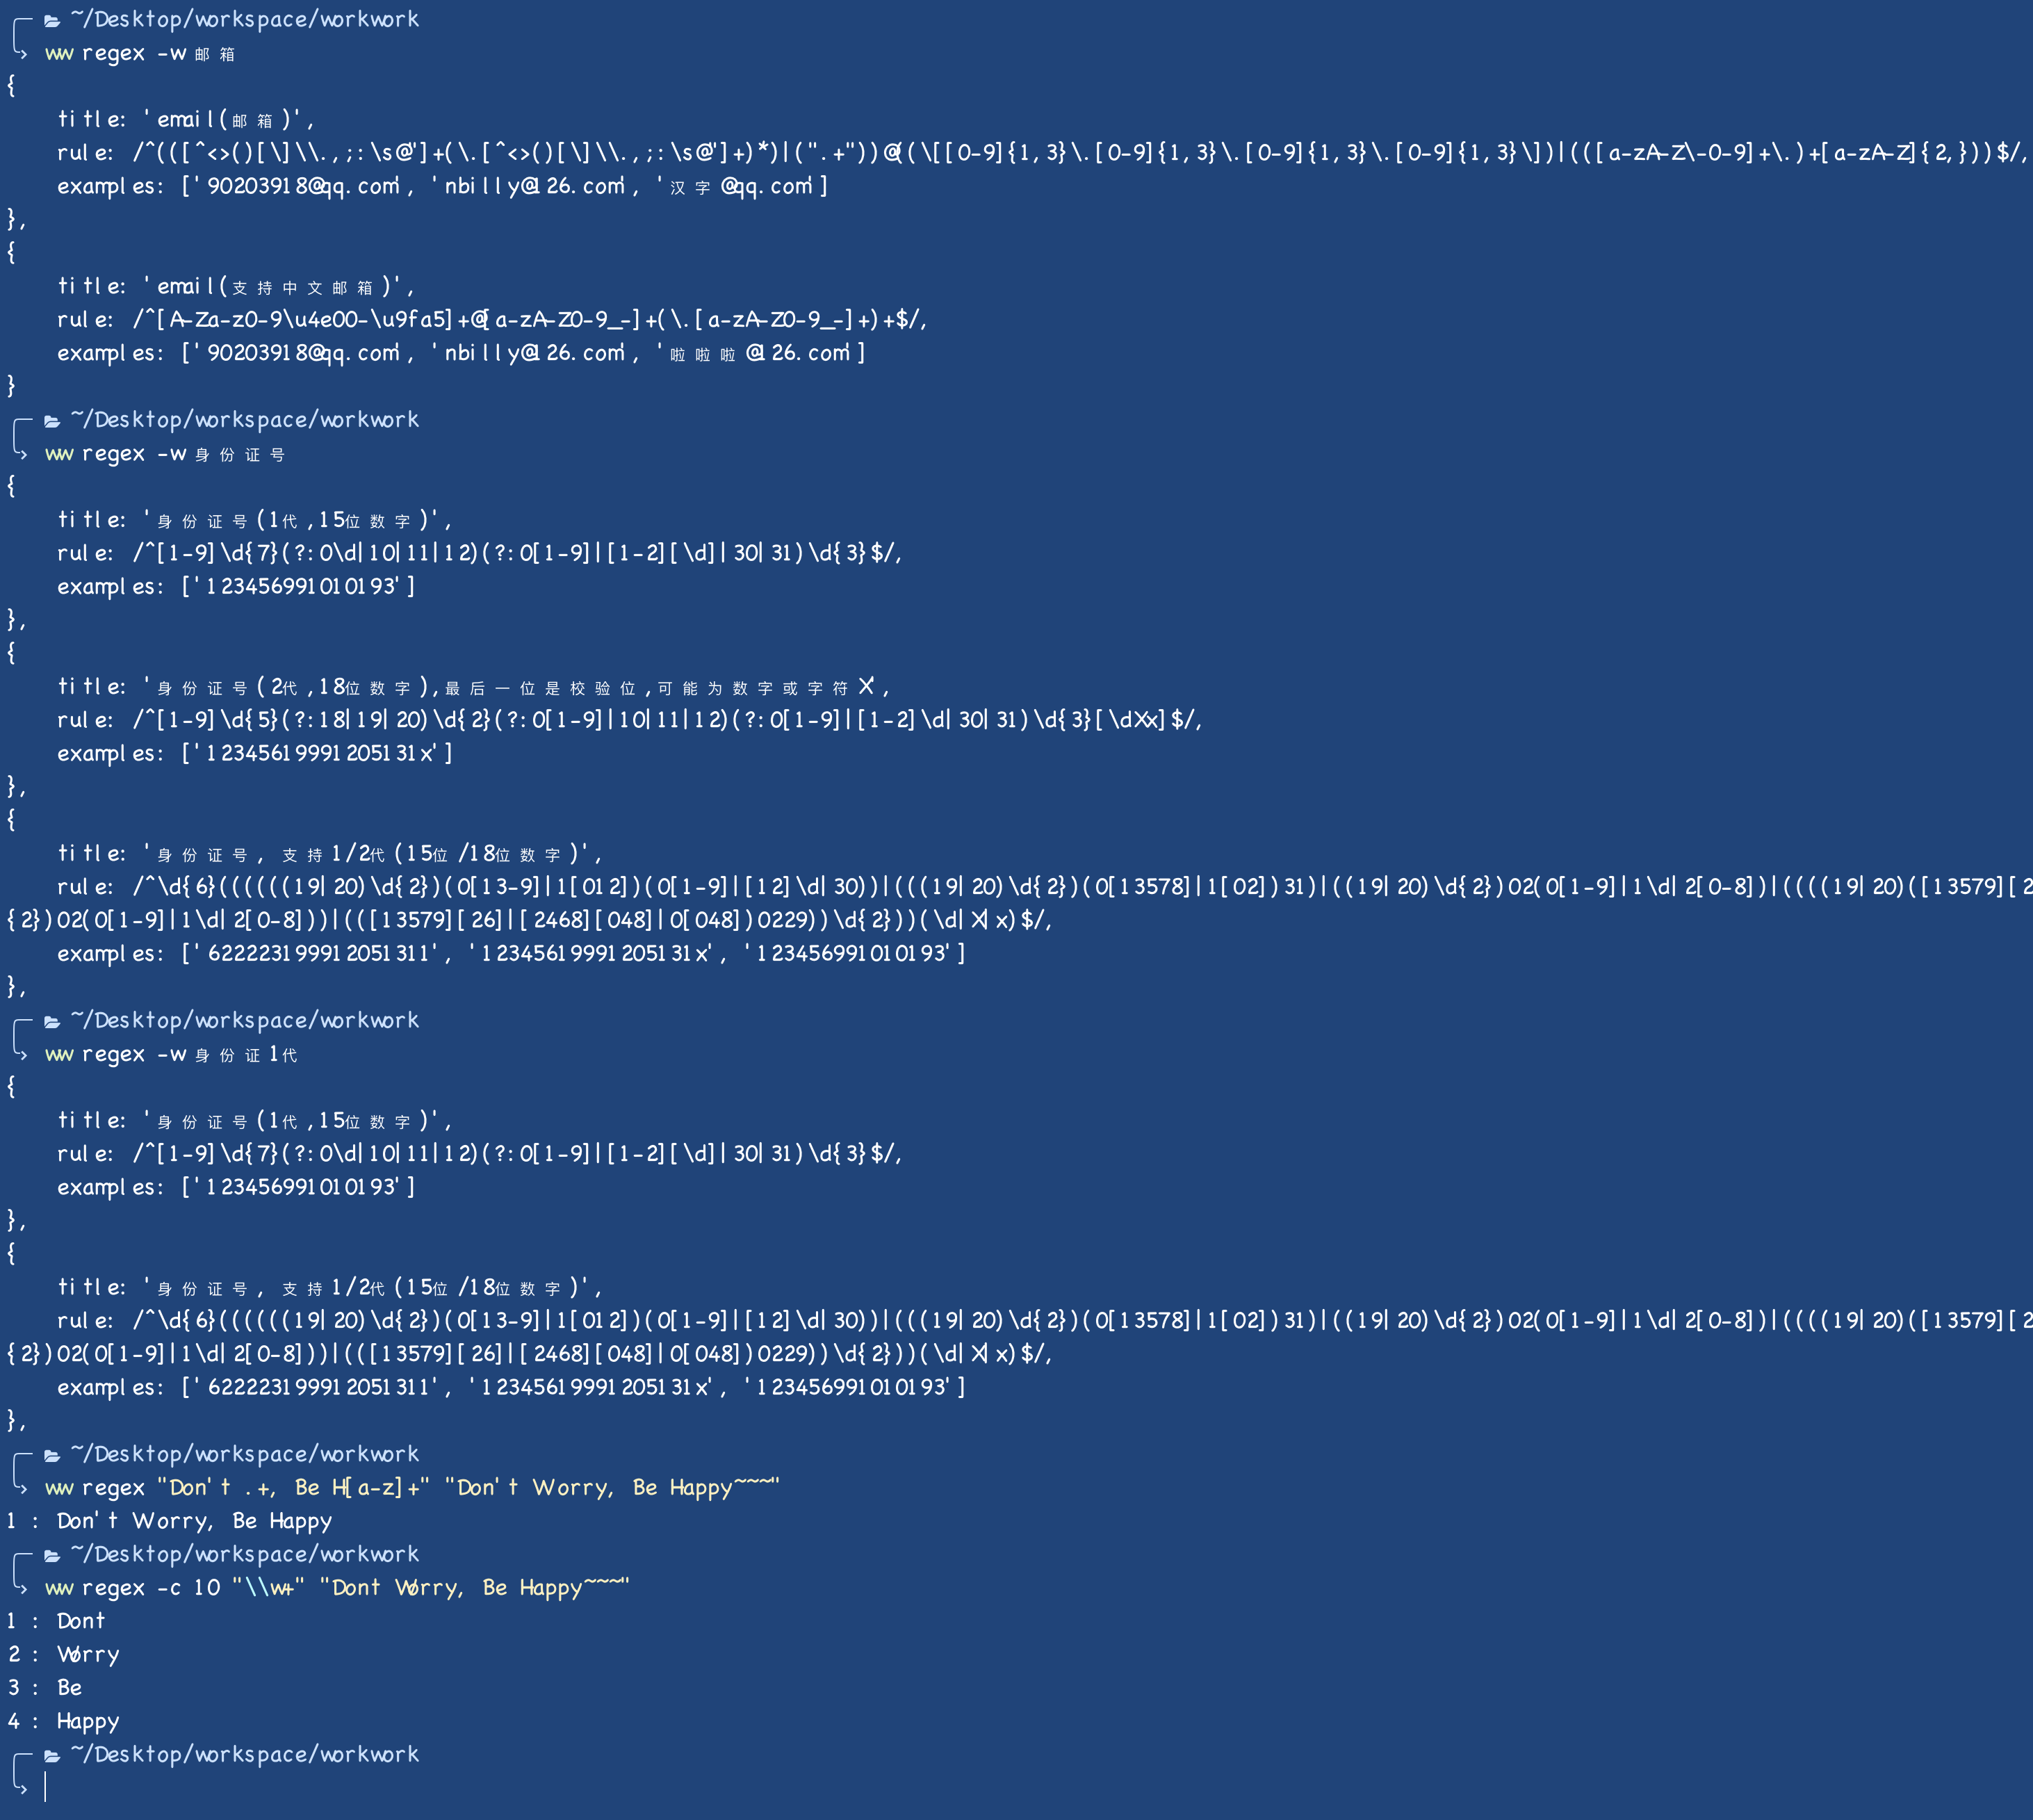 ~/Desktop/workspace/workwork
ww regex -w 邮箱
{
title: 'email(邮箱)',
rule: /^(([^<>()[\]\\.,;:\s@"]+(\.[^<>()[\]\\.,;:\s@"]+)*)|(".+"))@((\[[0-9]{1,3}\.[0-9]{1,3}\.[0-9]{1,3}\.[0-9]{1,3}\])|(([a-zA-Z\-0-9]+\.)+[a-zA-Z]{2,}))$/,
examples: ['90203918@qq.com', 'nbilly@126.com', '汉字@qq.com']
},
{
title: 'email(支持中文邮箱)',
rule: /^[A-Za-z0-9\u4e00-\u9fa5]+@[a-zA-Z0-9_-]+(\.[a-zA-Z0-9_-]+)+$/,
examples: ['90203918@qq.com', 'nbilly@126.com', '啦啦啦@126.com']
}
~/Desktop/workspace/workwork
ww regex -w 身份证号
{
title: '身份证号(1代,15位数字)',
rule: /^[1-9]\d{7}(?:0\d|10|11|12)(?:0[1-9]|[1-2][\d]|30|31)\d{3}$/,
examples: ['123456991010193']
},
{
title: '身份证号(2代,18位数字),最后一位是校验位,可能为数字或字符X',
rule: /^[1-9]\d{5}(?:18|19|20)\d{2}(?:0[1-9]|10|11|12)(?:0[1-9]|[1-2]\d|30|31)\d{3}[\dXx]$/,
examples: ['12345619991205131x']
},
{
title: '身份证号, 支持1/2代(15位/18位数字)',
rule: /^\d{6}((((((19|20)\d{2})(0[13-9]|1[012])(0[1-9]|[12]\d|30))|(((19|20)\d{2})(0[13578]|1[02])31)|((19|20)\d{2})02(0[1-9]|1\d|2[0-8])|((((19|20)([13579][2
{2})02(0[1-9]|1\d|2[0-8]))|(([13579][26]|[2468][048]|0[048])0229))\d{2}))(\d|X|x)$/,
examples: ['622223199912051311', '12345619991205131x', '123456991010193']
},
~/Desktop/workspace/workwork
ww regex -w 身份证1代
{
title: '身份证号(1代,15位数字)',
rule: /^[1-9]\d{7}(?:0\d|10|11|12)(?:0[1-9]|[1-2][\d]|30|31)\d{3}$/,
examples: ['123456991010193']
},
{
title: '身份证号, 支持1/2代(15位/18位数字)',
rule: /^\d{6}((((((19|20)\d{2})(0[13-9]|1[012])(0[1-9]|[12]\d|30))|(((19|20)\d{2})(0[13578]|1[02])31)|((19|20)\d{2})02(0[1-9]|1\d|2[0-8])|((((19|20)([13579][2
{2})02(0[1-9]|1\d|2[0-8]))|(([13579][26]|[2468][048]|0[048])0229))\d{2}))(\d|X|x)$/,
examples: ['622223199912051311', '12345619991205131x', '123456991010193']
},
~/Desktop/workspace/workwork
ww regex "Don't .+, Be H[a-z]+" "Don't Worry, Be Happy~~~"
1 : Don't Worry, Be Happy
~/Desktop/workspace/workwork
ww regex -c 10 "\\w+" "Dont Worry, Be Happy~~~"
1 : Dont
2 : Worry
3 : Be
4 : Happy
~/Desktop/workspace/workwork